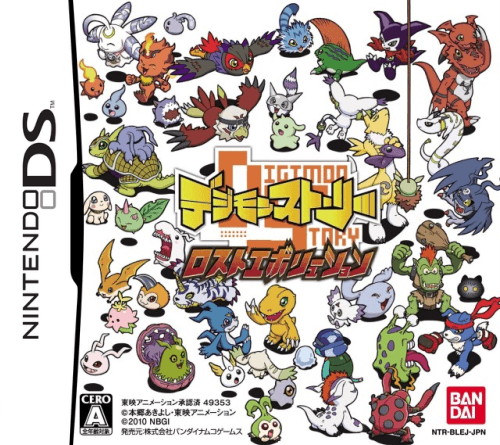 NINTENDO DS™
DIGIMON
デジモンストーリー
STORY
ロストエボリューション
CERO
A
全年齢対象
東映アニメーション承認済 49353
©本郷あきよし・東映アニメーション
©2010 NBGI
発売元:株式会社バンダイナムコゲームス
BAN
DAI
NTR-BLEJ-JPN